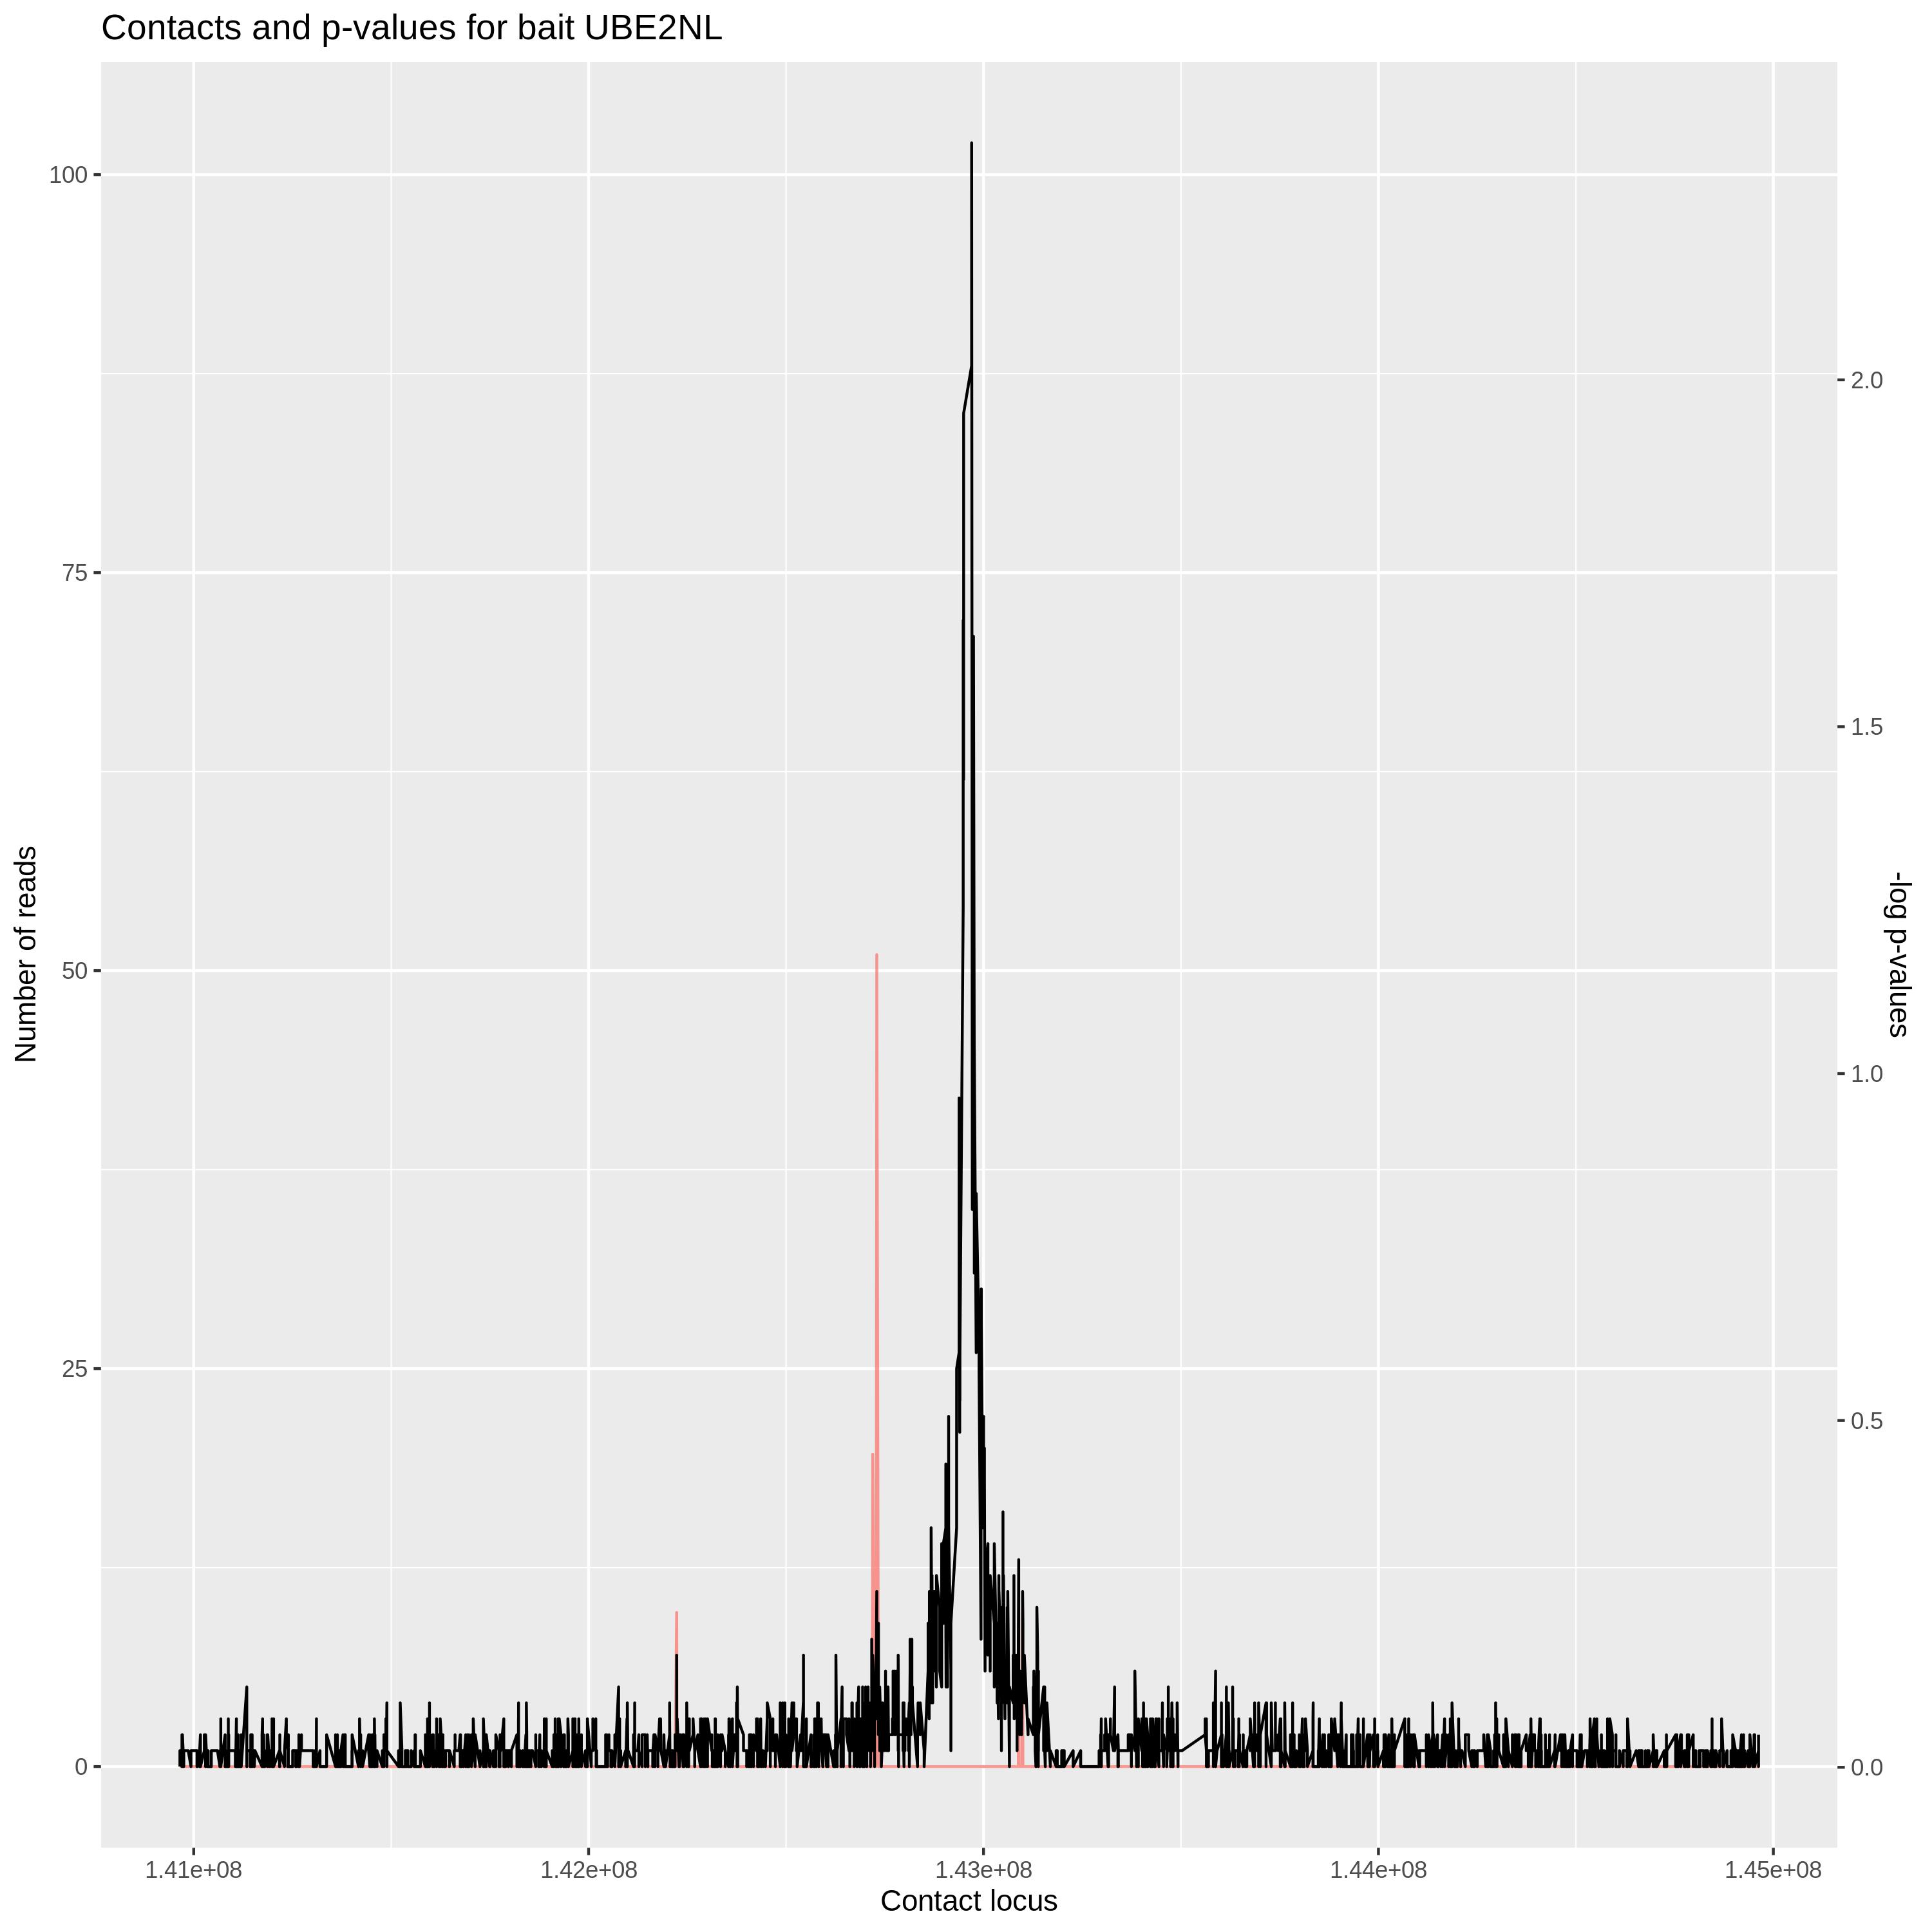 Contacts and p-values for bait UBE2NL
Number of reads
100
75
50
25
0
2.0
1.5
1.0
0.5
0.0
-log p-values
1.41e+08
1.42e+08
1.43e+08
1.44e+08
1.45e+08
Contact locus